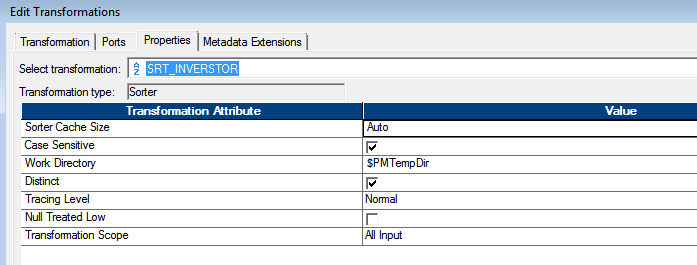 Edit Transformations
Transformation Ports Properties Metadata Extensions
Select transformation: A Z SRT_INVERSTOR
Transformation type: Sorter
Transformation Attribute Value
Sorter Cache Size Auto
Case Sensitive
Work Directory $PMTempDir
Distinct
Tracing Level Normal
Null Treated Low
Transformation Scope All Input